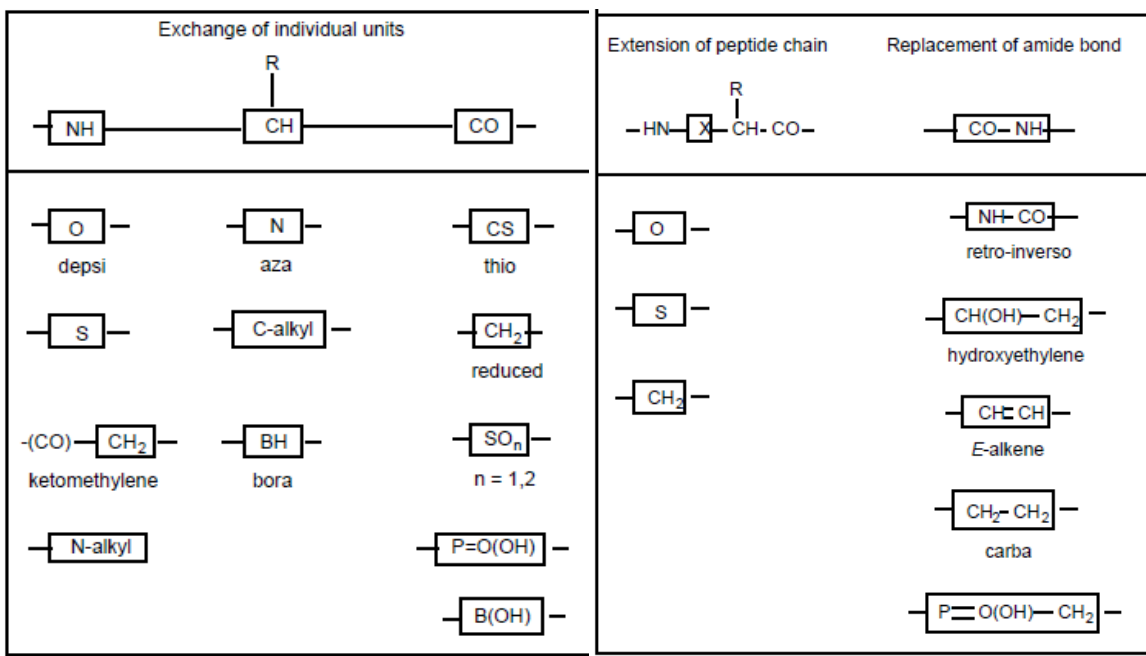 Exchange of individual units
R
NH CH CO
O N CS
depsi aza thio
S C-alkyl CH2
reduced
-(CO) CH2 BH SOn
ketomethylene bora n = 1,2
N-alkyl P=O(OH)
B(OH)
Extension of peptide chain Replacement of amide bond
R
HN X CH- CO CO NH
O NH CO
retro-inverso
S CH(OH) CH2
hydroxyethylene
CH2 CH=CH
E-alkene
CH2-CH2
carba
P=O(OH)-CH2